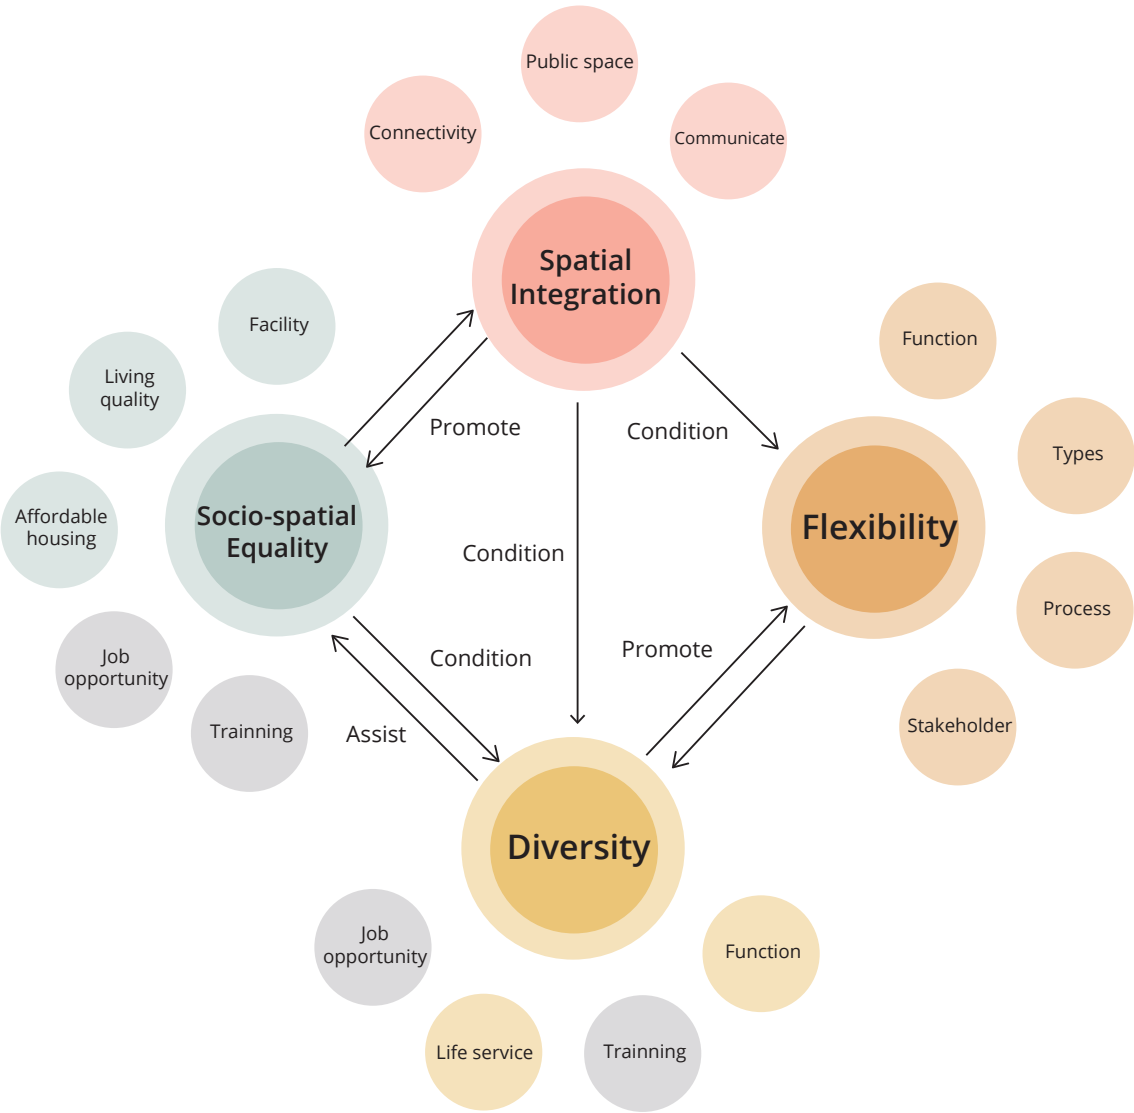 Public space
Connectivity
Communicate
Spatial
Integration
Facility
Function
Living
quality
Promote
Condition
Types
Affordable
housing
Socio-spatial
Equality
Flexibility
Condition
Process
Job
opportunity
Condition
Promote
Trainning
Assist
Stakeholder
Diversity
Job
opportunity
Function
Life service
Trainning